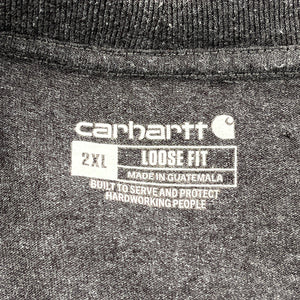 carhartt
2XL LOOSE FIT
MADE IN GUATEMALA
BUILT TO SERVE AND PROTECT
HARDWORKING PEOPLE